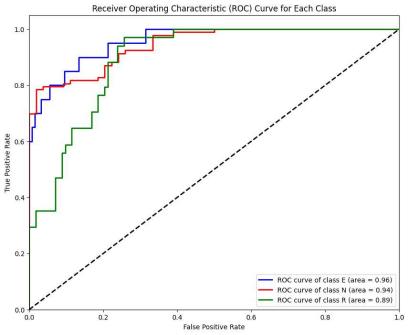 Receiver Operating Characteristic (ROC) Curve for Each Class
True Positive Rate
1.0
0.8
0.6
0.4
0.2
0.0
ROC curve of class E (area = 0.96)
ROC curve of class N (area = 0.94)
ROC curve of class R (area = 0.89)
0.0 0.2 0.4 0.6 0.8 1.0
False Positive Rate